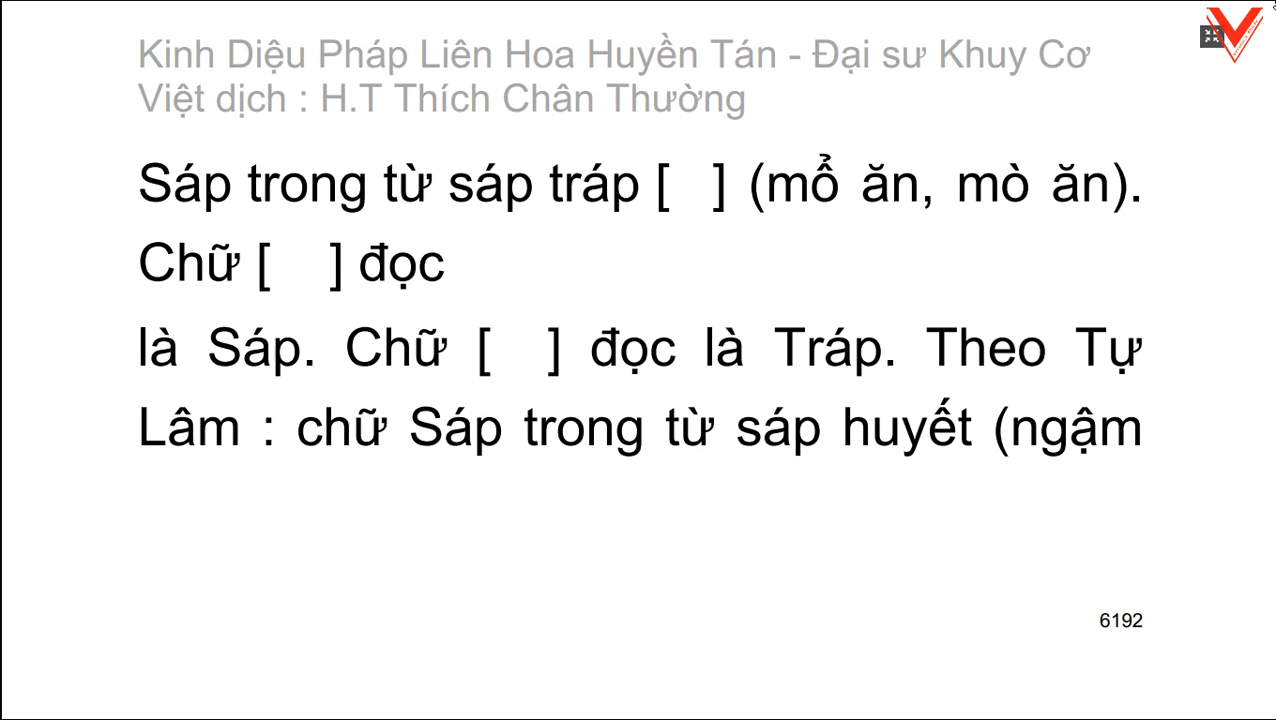 Kinh Diệu Pháp Liên Hoa Huyền Tán - Đại sư Khuy Cơ
Việt dịch : H.T Thích Chân Thường
Sáp trong từ sáp tráp [ ] (mổ ăn, mò ăn).
Chữ [ ] đọc
là Sáp. Chữ [ ] đọc là Tráp. Theo Tự
Lâm : chữ Sáp trong từ sáp huyết (ngậm
6192